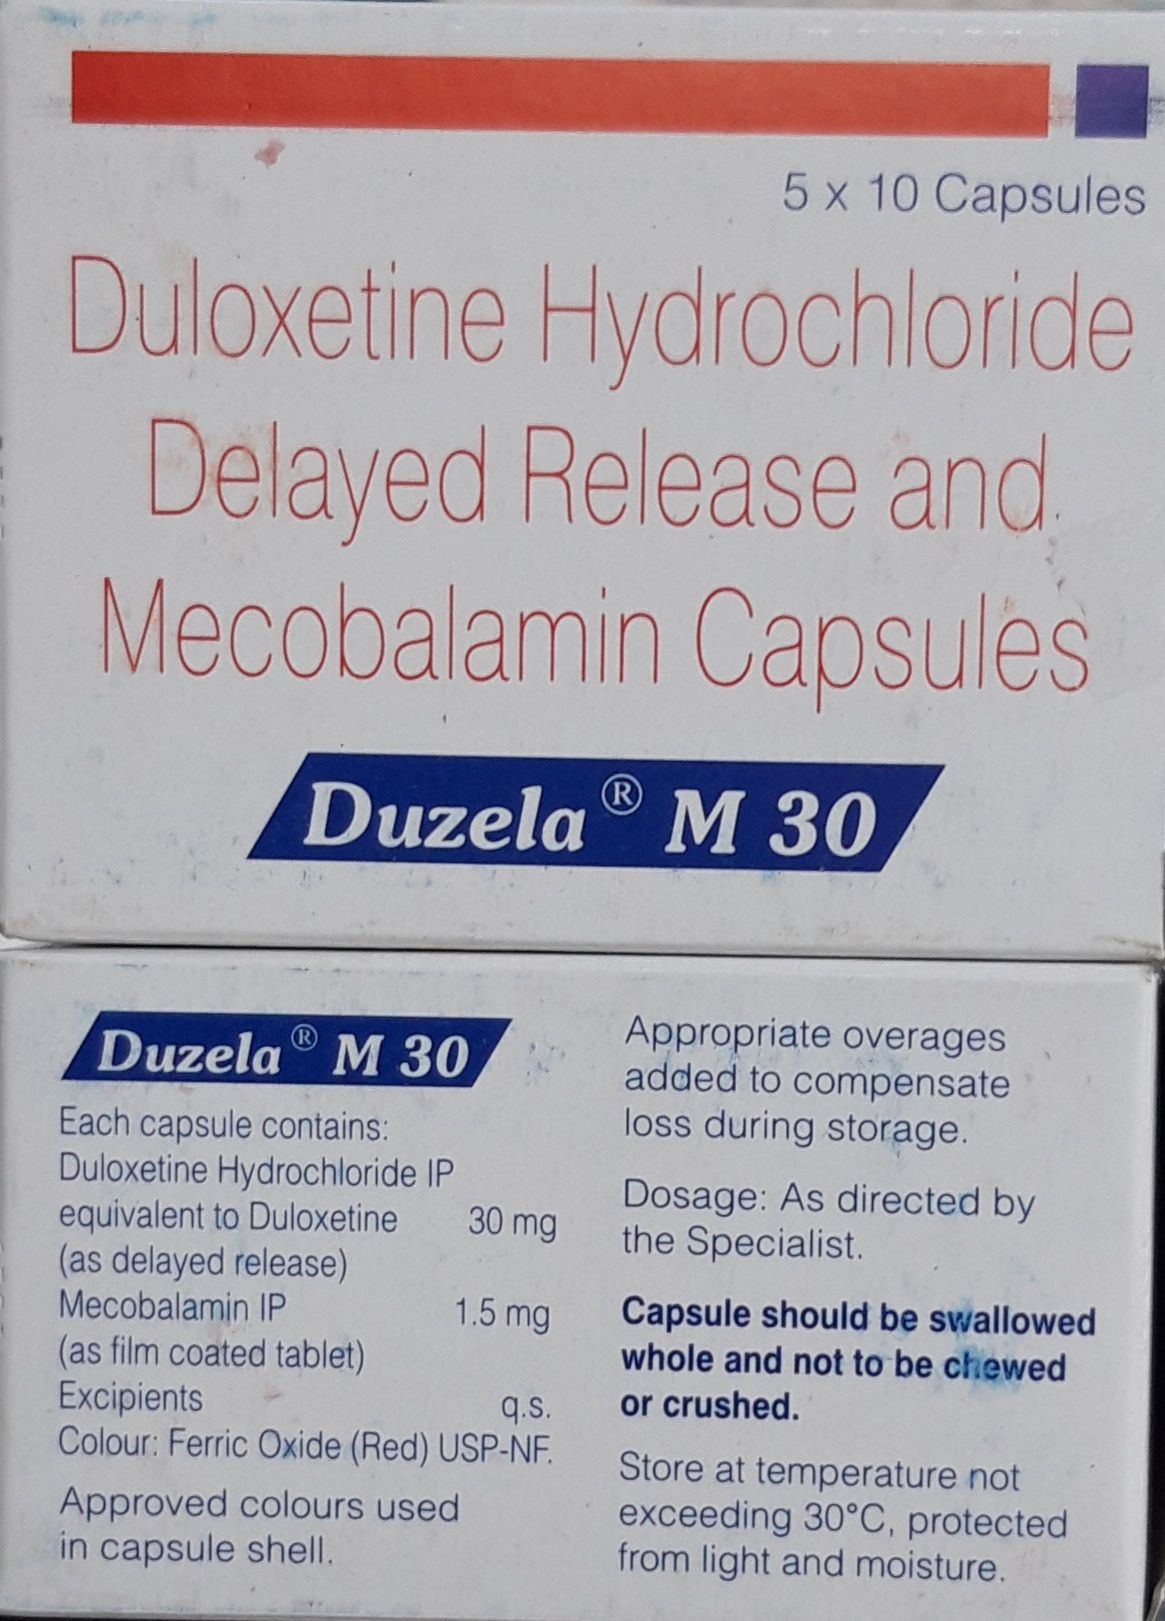 5 x 10 Capsules
Duloxetine Hydrochloride
Delayed Release and
Mecobalamin Capsules
Duzela® M 30
Duzela® M 30
Each capsule contains:
Duloxetine Hydrochloride IP
equivalent to Duloxetine 30 mg
(as delayed release)
Mecobalamin IP 1.5 mg
(as film coated tablet)
Excipients q.s.
Colour: Ferric Oxide (Red) USP-NF.
Approved colours used
in capsule shell.
Appropriate overages
added to compensate
loss during storage.
Dosage: As directed by
the Specialist.
Capsule should be swallowed
whole and not to be chewed
or crushed.
Store at temperature not
exceeding 30°C, protected
from light and moisture.